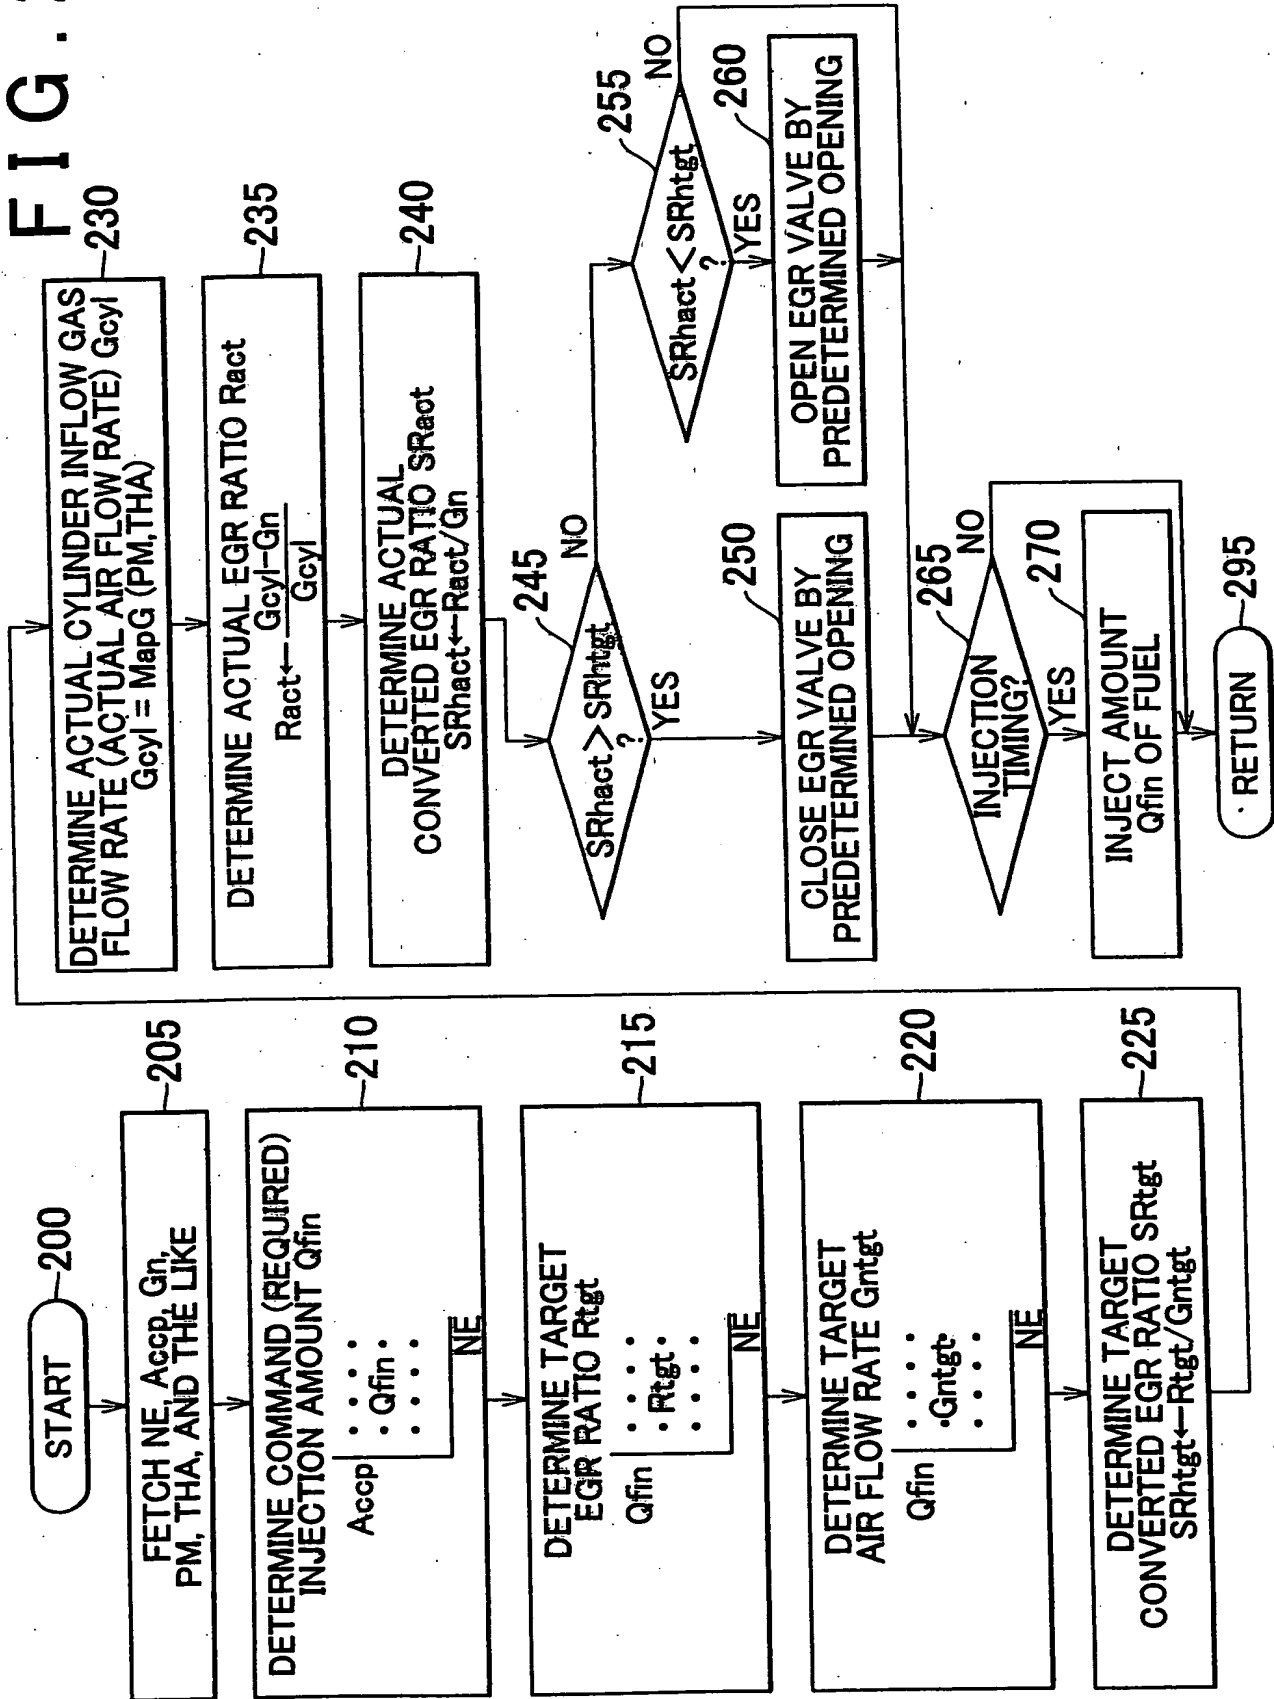 FIG.
START
200
FETCH NE, Accp, Gn,
PM, THA, AND THE LIKE
205
DETERMINE COMMAND (REQUIRED)
INJECTION AMOUNT Qfin
210
Accp
Qfin
NE
DETERMINE TARGET
EGR RATIO Rtgt
215
Qfin
Rtgt
NE
DETERMINE TARGET
AIR FLOW RATE Gntgt
220
Qfin
Gntgt
NE
DETERMINE TARGET
CONVERTED EGR RATIO SRtgt
SRhtgt←Rtgt/Gntgt
225
DETERMINE ACTUAL CYLINDER INFLOW GAS
FLOW RATE (ACTUAL AIR FLOW RATE) Gcyl
Gcyl = MapG (PM,THA)
230
DETERMINE ACTUAL EGR RATIO Ract
Ract← Gcyl-Gn
Gcyl
235
DETERMINE ACTUAL
CONVERTED EGR RATIO SRact
SRhact←Ract/Gn
240
SRhact>SRhtgt
?
245
NO
YES
SRhact<SRhtgt
?
255
NO
YES
CLOSE EGR VALVE BY
PREDETERMINED OPENING
250
OPEN EGR VALVE BY
PREDETERMINED OPENING
260
INJECTION
TIMING?
265
NO
YES
INJECT AMOUNT
Qfin OF FUEL
270
RETURN
295